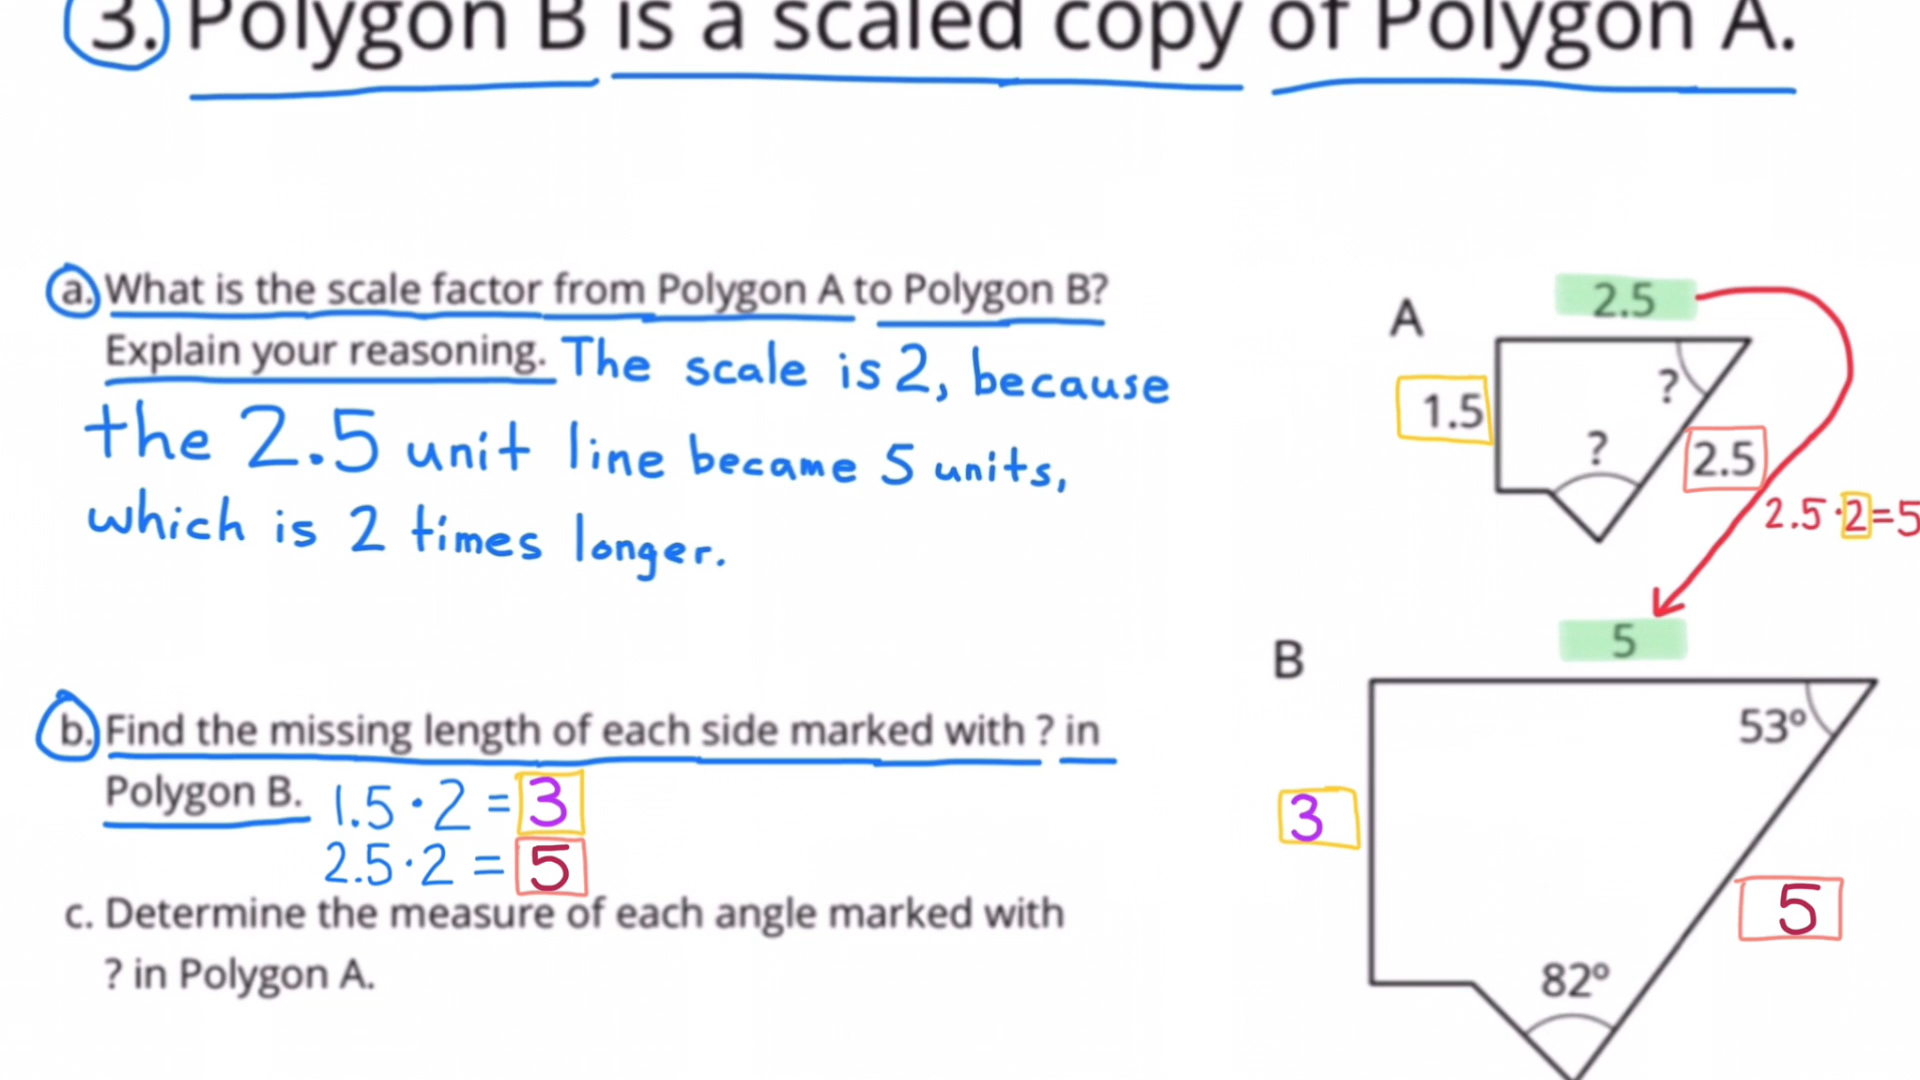 3. Polygon B is a scaled copy of Polygon A.
a. What is the scale factor from Polygon A to Polygon B?
Explain your reasoning. The scale is 2, because
the 2.5 unit line became 5 units,
which is 2 times longer.
b. Find the missing length of each side marked with ? in
Polygon B. 1.5 · 2 = 3
2.5 · 2 = 5
c. Determine the measure of each angle marked with
? in Polygon A.
A
2.5
1.5
?
?
2.5
2.5 · 2 = 5
B
5
53º
3
5
82º